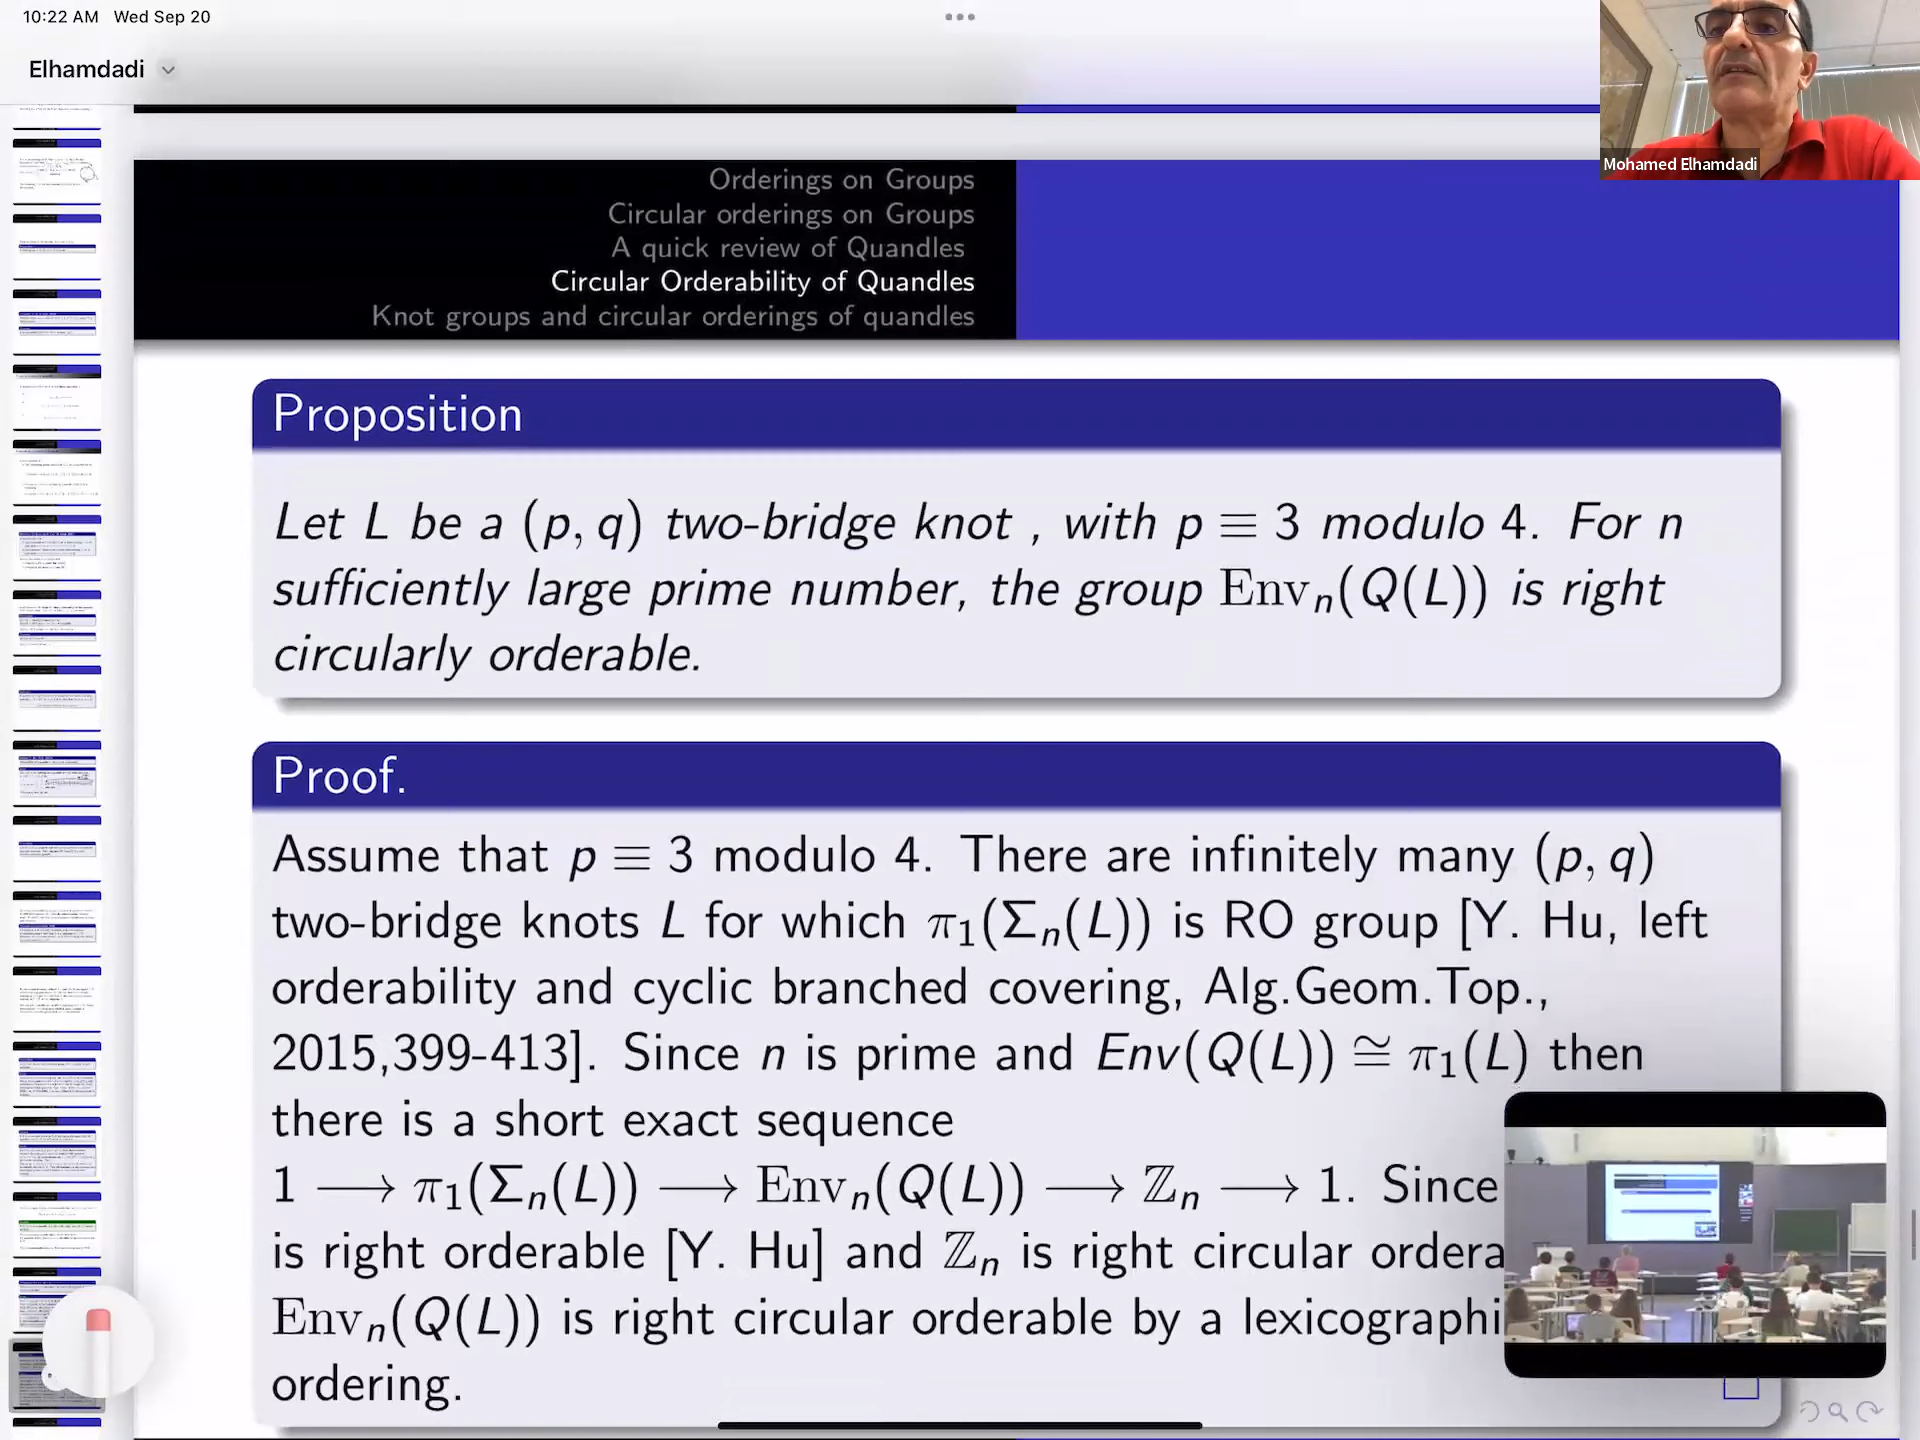 10:22 AM Wed Sep 20
Elhamdadi
Mohamed Elhamdadi
Orderings on Groups
Circular orderings on Groups
A quick review of Quandles
Circular Orderability of Quandles
Knot groups and circular orderings of quandles
Proposition
Let L be a (p, q) two-bridge knot , with p ≡ 3 modulo 4. For n
sufficiently large prime number, the group Envₙ(Q(L)) is right
circularly orderable.
Proof.
Assume that p ≡ 3 modulo 4. There are infinitely many (p, q)
two-bridge knots L for which π₁(Σₙ(L)) is RO group [Y. Hu, left
orderability and cyclic branched covering, Alg.Geom.Top.,
2015,399-413]. Since n is prime and Env(Q(L)) ≅ π₁(L) then
there is a short exact sequence
1 ⟶ π₁(Σₙ(L)) ⟶ Envₙ(Q(L)) ⟶ ℤₙ ⟶ 1. Since
is right orderable [Y. Hu] and ℤₙ is right circular ordera
Envₙ(Q(L)) is right circular orderable by a lexicographi
ordering.